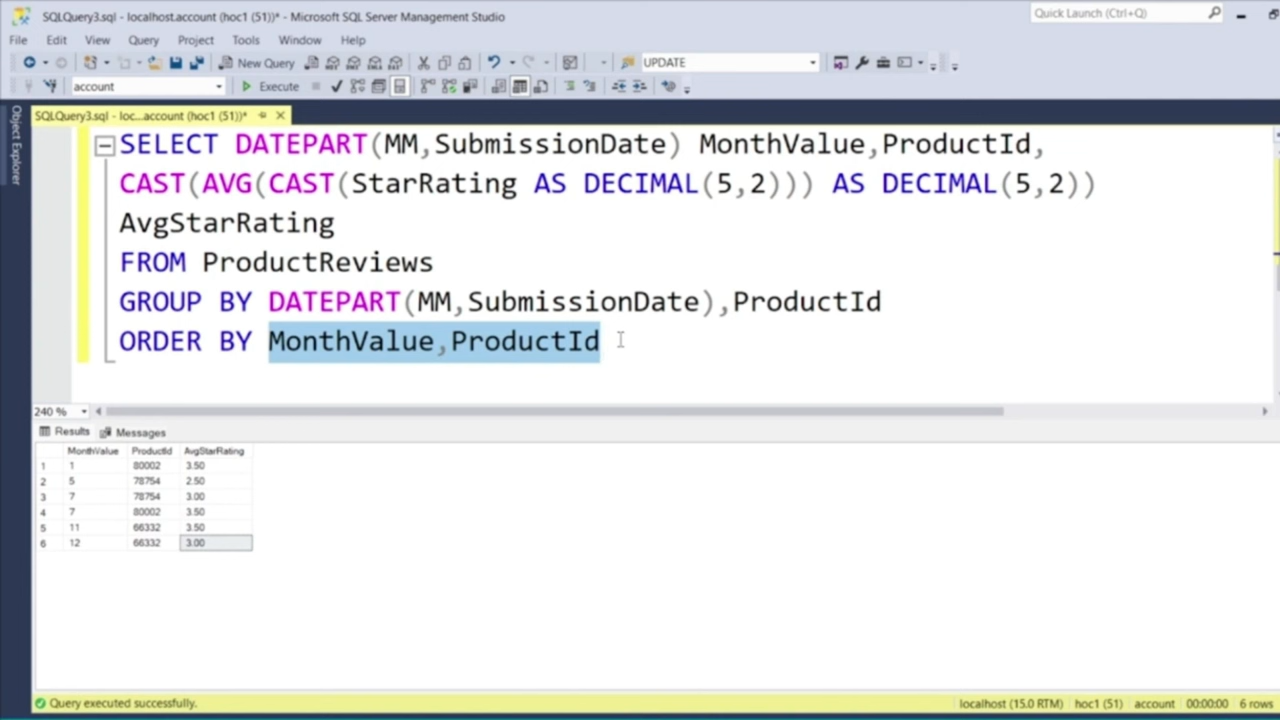 SQLQuery3.sql - localhost.account (hoc1 (51))* - Microsoft SQL Server Management Studio
Quick Launch (Ctrl+Q)
File Edit View Query Project Tools Window Help
New Query
UPDATE
account
Execute
SQLQuery3.sql - loc...account (hoc1 (51))*
Object Explorer
SELECT DATEPART(MM,SubmissionDate) MonthValue,ProductId,
CAST(AVG(CAST(StarRating AS DECIMAL(5,2))) AS DECIMAL(5,2))
AvgStarRating
FROM ProductReviews
GROUP BY DATEPART(MM,SubmissionDate),ProductId
ORDER BY MonthValue,ProductId
240 %
Results Messages
MonthValue ProductId AvgStarRating
1 1 80002 3.50
2 5 78754 2.50
3 7 78754 3.00
4 7 80002 3.50
5 11 66332 3.50
6 12 66332 3.00
Query executed successfully.
localhost (15.0 RTM) hoc1 (51) account 00:00:00 6 rows